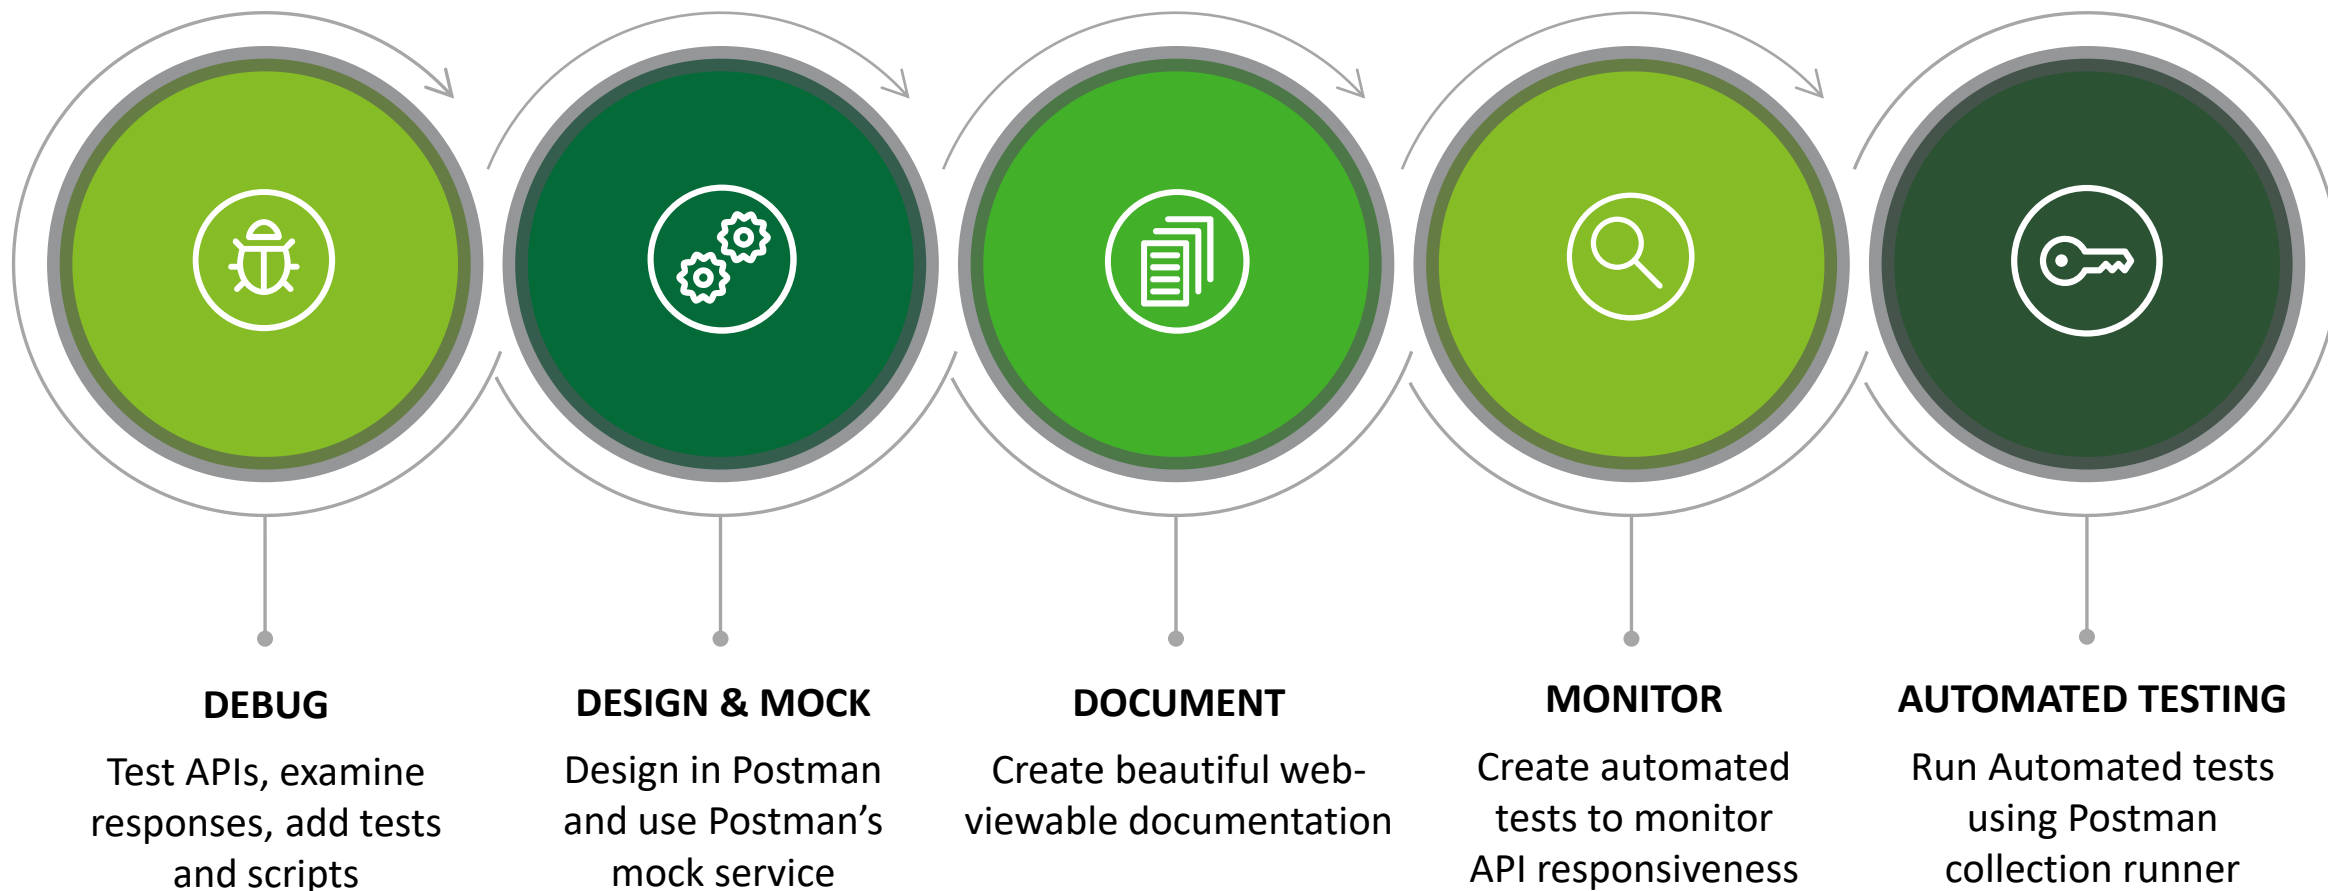 DEBUG
Test APIs, examine
responses, add tests
and scripts
DESIGN & MOCK
Design in Postman
and use Postman’s
mock service
DOCUMENT
Create beautiful web-
viewable documentation
MONITOR
Create automated
tests to monitor
API responsiveness
AUTOMATED TESTING
Run Automated tests
using Postman
collection runner